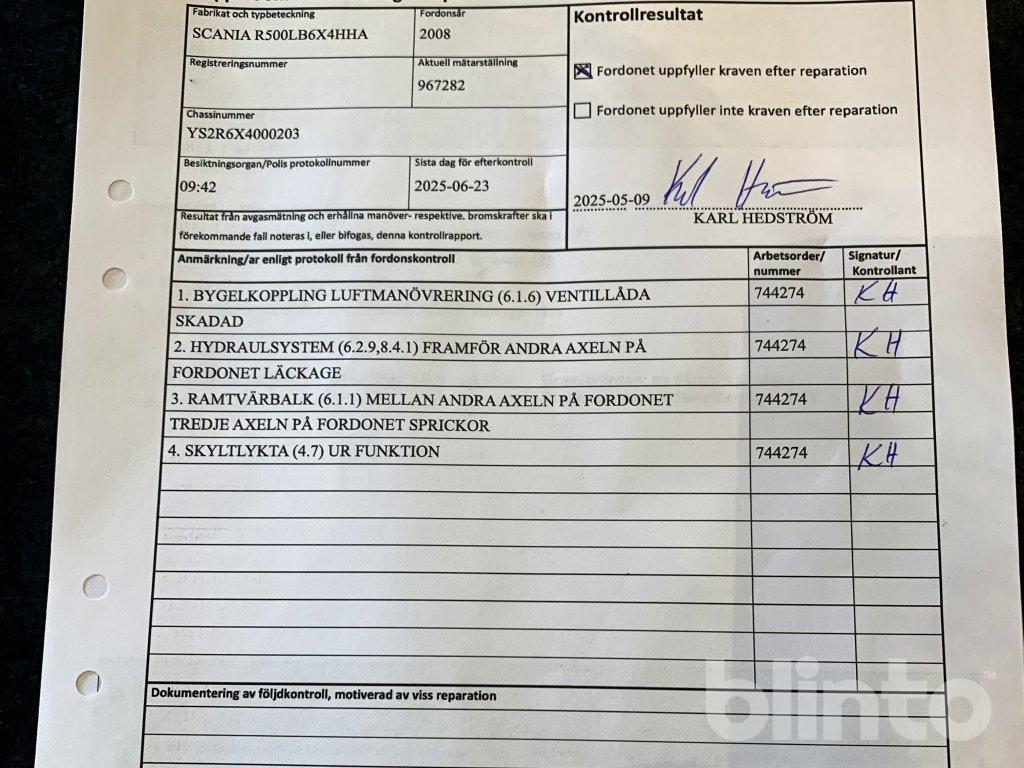 Fabrikat och typbeteckning
SCANIA R500LB6X4HHA
Fordonsår
2008
Registreringsnummer
Aktuell mätarställning
967282
Chassinummer
YS2R6X4000203
Besiktningsorgan/Polis protokollnummer
09:42
Sista dag för efterkontroll
2025-06-23
Resultat från avgasmätning och erhållna manöver- respektive. bromskrafter ska i
förekommande fall noteras i, eller bifogas, denna kontrollrapport.
Kontrollresultat
Fordonet uppfyller kraven efter reparation
Fordonet uppfyller inte kraven efter reparation
2025-05-09
KARL HEDSTRÖM
Anmärkning/ar enligt protokoll från fordonskontroll
Arbetsorder/
nummer
Signatur/
Kontrollant
1. BYGELKOPPLING LUFTMANÖVRERING (6.1.6) VENTILLÅDA 744274 KH
SKADAD
2. HYDRAULSYSTEM (6.2.9,8.4.1) FRAMFÖR ANDRA AXELN PÅ 744274 KH
FORDONET LÄCKAGE
3. RAMTVÄRBALK (6.1.1) MELLAN ANDRA AXELN PÅ FORDONET 744274 KH
TREDJE AXELN PÅ FORDONET SPRICKOR
4. SKYLTLYKTA (4.7) UR FUNKTION 744274 KH
Dokumentering av följdkontroll, motiverad av viss reparation
blinto™